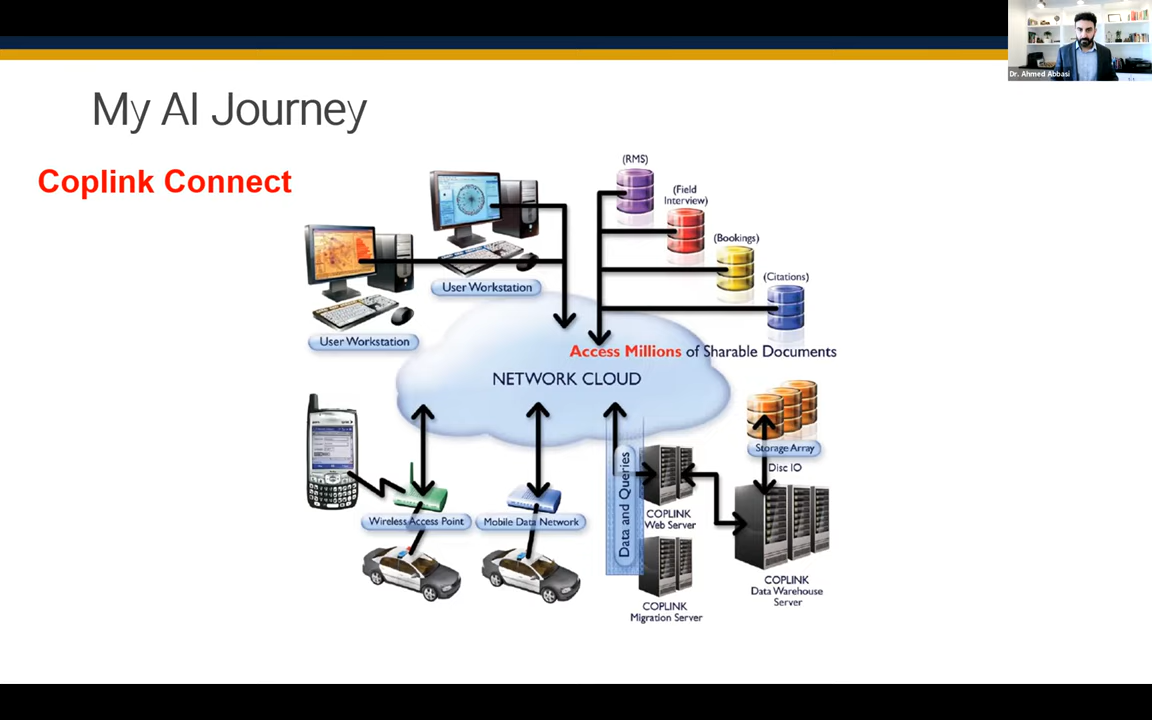 Dr. Ahmed Abbasi
My AI Journey
Coplink Connect
(RMS)
(Field
Interview)
(Bookings)
(Citations)
User Workstation
User Workstation
Access Millions of Sharable Documents
NETWORK CLOUD
Storage Array
Disc IO
Data and Queries
Wireless Access Point
Mobile Data Network
COPLINK
Web Server
COPLINK
Data Warehouse
Server
COPLINK
Migration Server